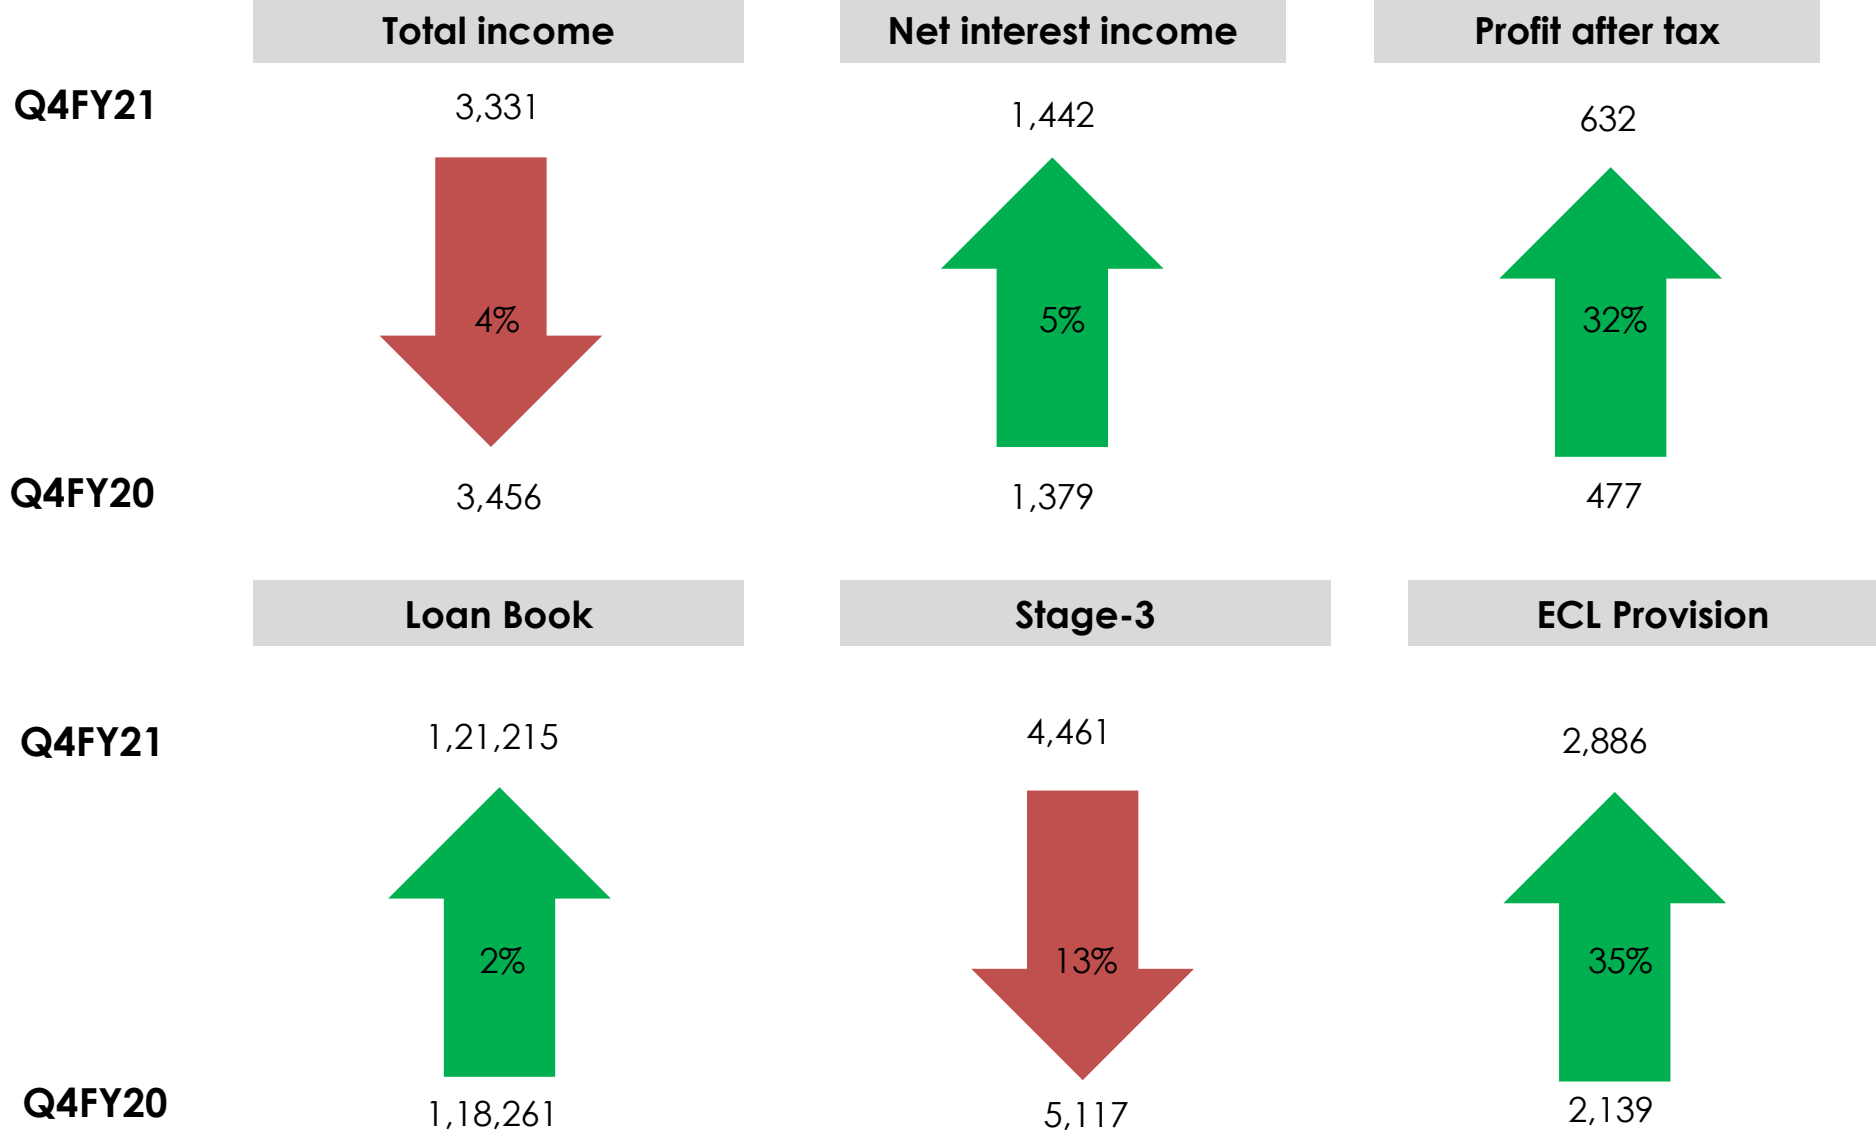 Total income Net interest income Profit after tax
Q4FY21 3,331 1,442 632
4% 5% 32%
Q4FY20 3,456 1,379 477
Loan Book Stage-3 ECL Provision
Q4FY21 1,21,215 4,461 2,886
2% 13% 35%
Q4FY20 1,18,261 5,117 2,139